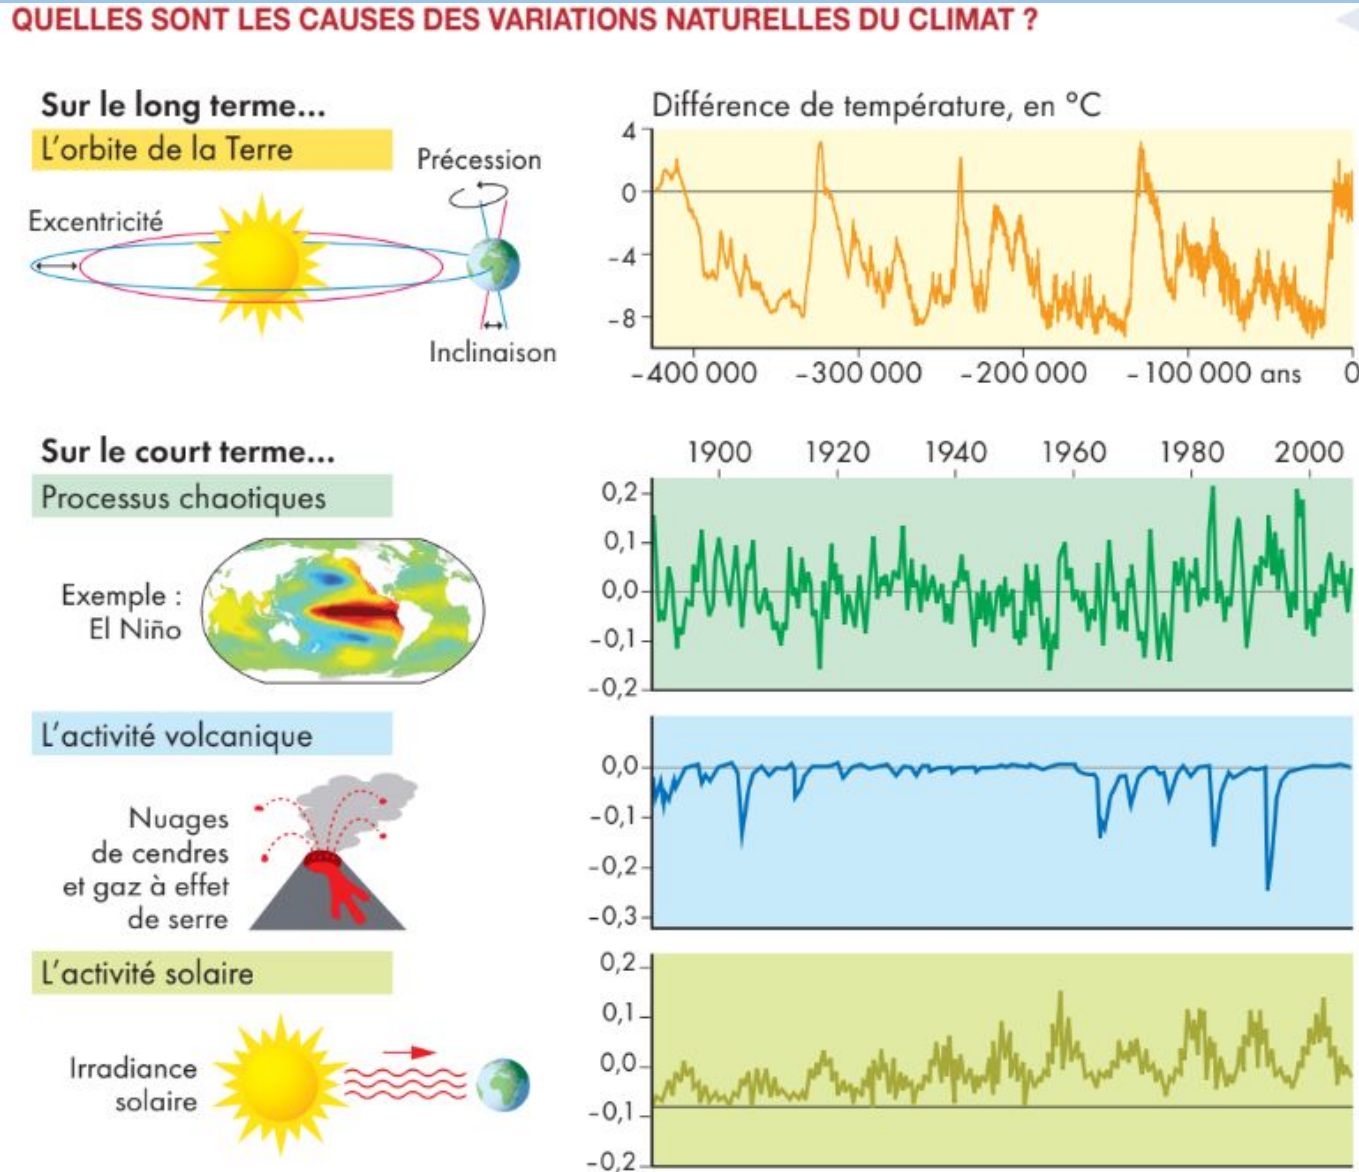 QUELLES SONT LES CAUSES DES VARIATIONS NATURELLES DU CLIMAT ?
Sur le long terme...
L'orbite de la Terre
Précession
Excentricité
Inclinaison
Différence de température, en °C
4
0
-4
-8
-400 000 -300 000 -200 000 -100 000 ans 0
Sur le court terme...
Processus chaotiques
Exemple :
El Niño
1900 1920 1940 1960 1980 2000
0,2
0,1
0,0
-0,1
-0,2
L'activité volcanique
Nuages
de cendres
et gaz à effet
de serre
0,0
-0,1
-0,2
-0,3
L'activité solaire
Irradiance
solaire
0,2
0,1
0,0
-0,1
-0,2